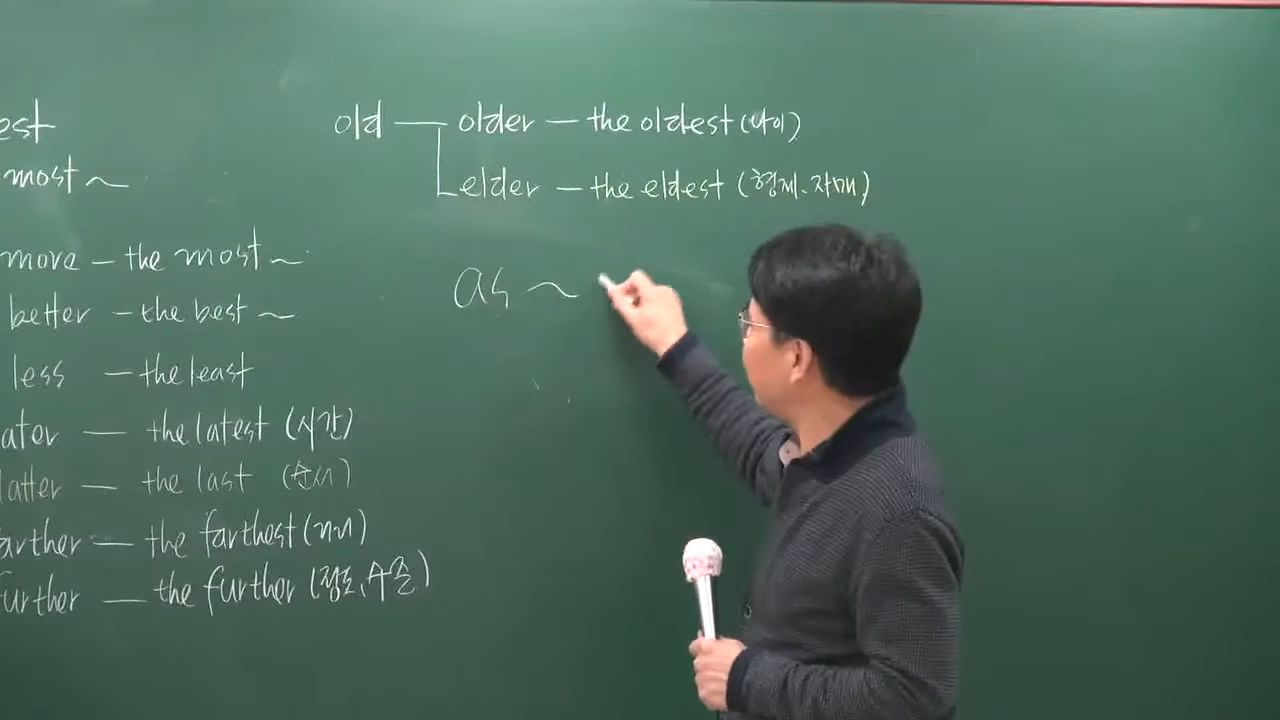 est
most ~
more — the most ~
better — the best ~
less — the least
ater — the latest (시간)
latter — the last (순서)
arther — the farthest (거리)
further — the further (정도, 수준)
old — older — the oldest (나이)
elder — the eldest (형제. 자매)
as ~